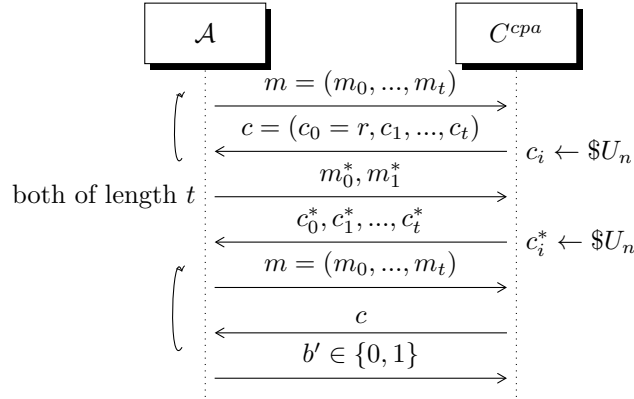 𝒜 C^{cpa}
m = (m_0, ..., m_t)
c = (c_0 = r, c_1, ..., c_t)
c_i ← $U_n
m_0^*, m_1^*
both of length t
c_0^*, c_1^*, ..., c_t^*
c_i^* ← $U_n
m = (m_0, ..., m_t)
c
b′ ∈ {0, 1}